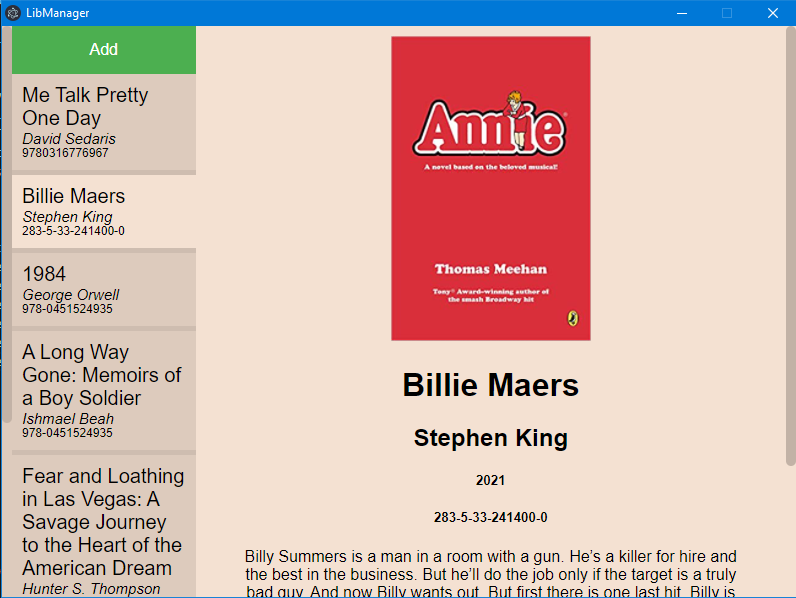 LibManager
Add
Me Talk Pretty
One Day
David Sedaris
9780316776967
Billie Maers
Stephen King
283-5-33-241400-0
1984
George Orwell
978-0451524935
A Long Way
Gone: Memoirs of
a Boy Soldier
Ishmael Beah
978-0451524935
Fear and Loathing
in Las Vegas: A
Savage Journey
to the Heart of the
American Dream
Hunter S. Thompson
Annie
A novel based on the beloved musical!
Thomas Meehan
Tony® Award-winning author of
the smash Broadway hit
Billie Maers
Stephen King
2021
283-5-33-241400-0
Billy Summers is a man in a room with a gun. He's a killer for hire and
the best in the business. But he'll do the job only if the target is a truly
bad guy. And now Billy wants out. But first there is one last hit. Billy is